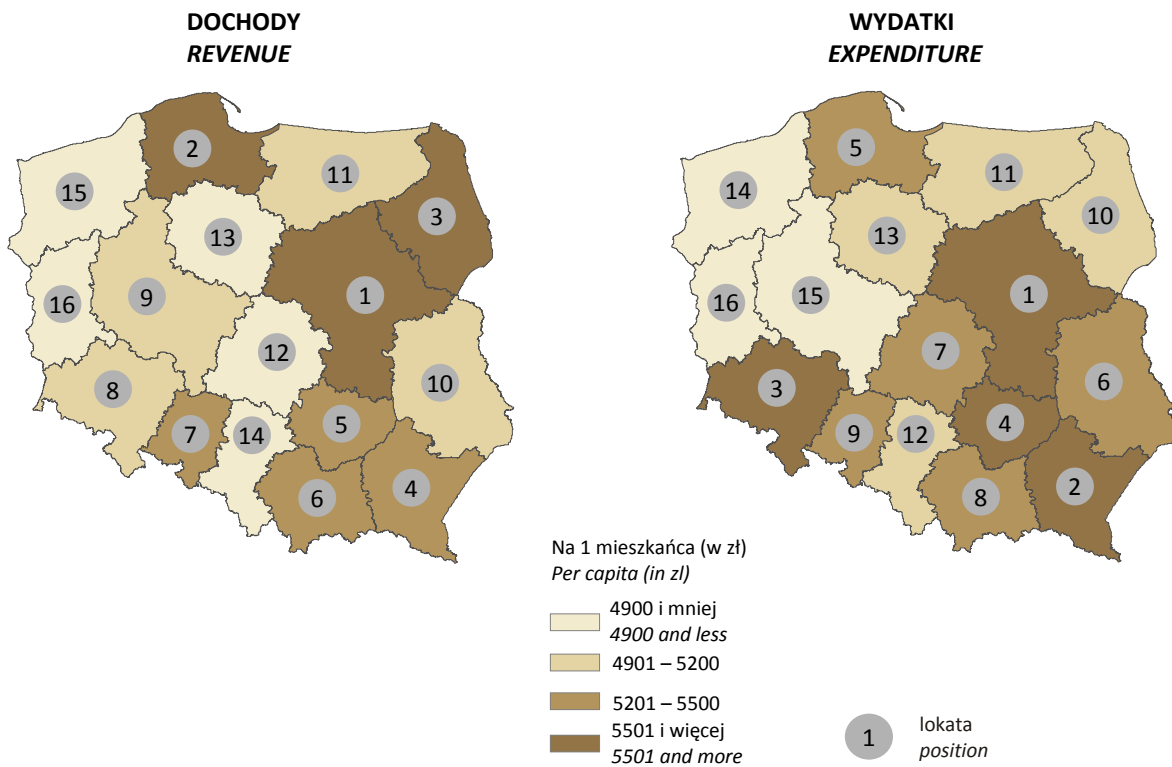 DOCHODY
REVENUE
2
11
15
3
13
9
1
16
12
8
10
5
7
14
4
6
WYDATKI
EXPENDITURE
5
11
14
10
13
15
1
16
7
6
3
4
9
12
2
8
Na 1 mieszkańca (w zł)
Per capita (in zl)
4900 i mniej
4900 and less
4901 – 5200
5201 – 5500
5501 i więcej
5501 and more
1
lokata
position